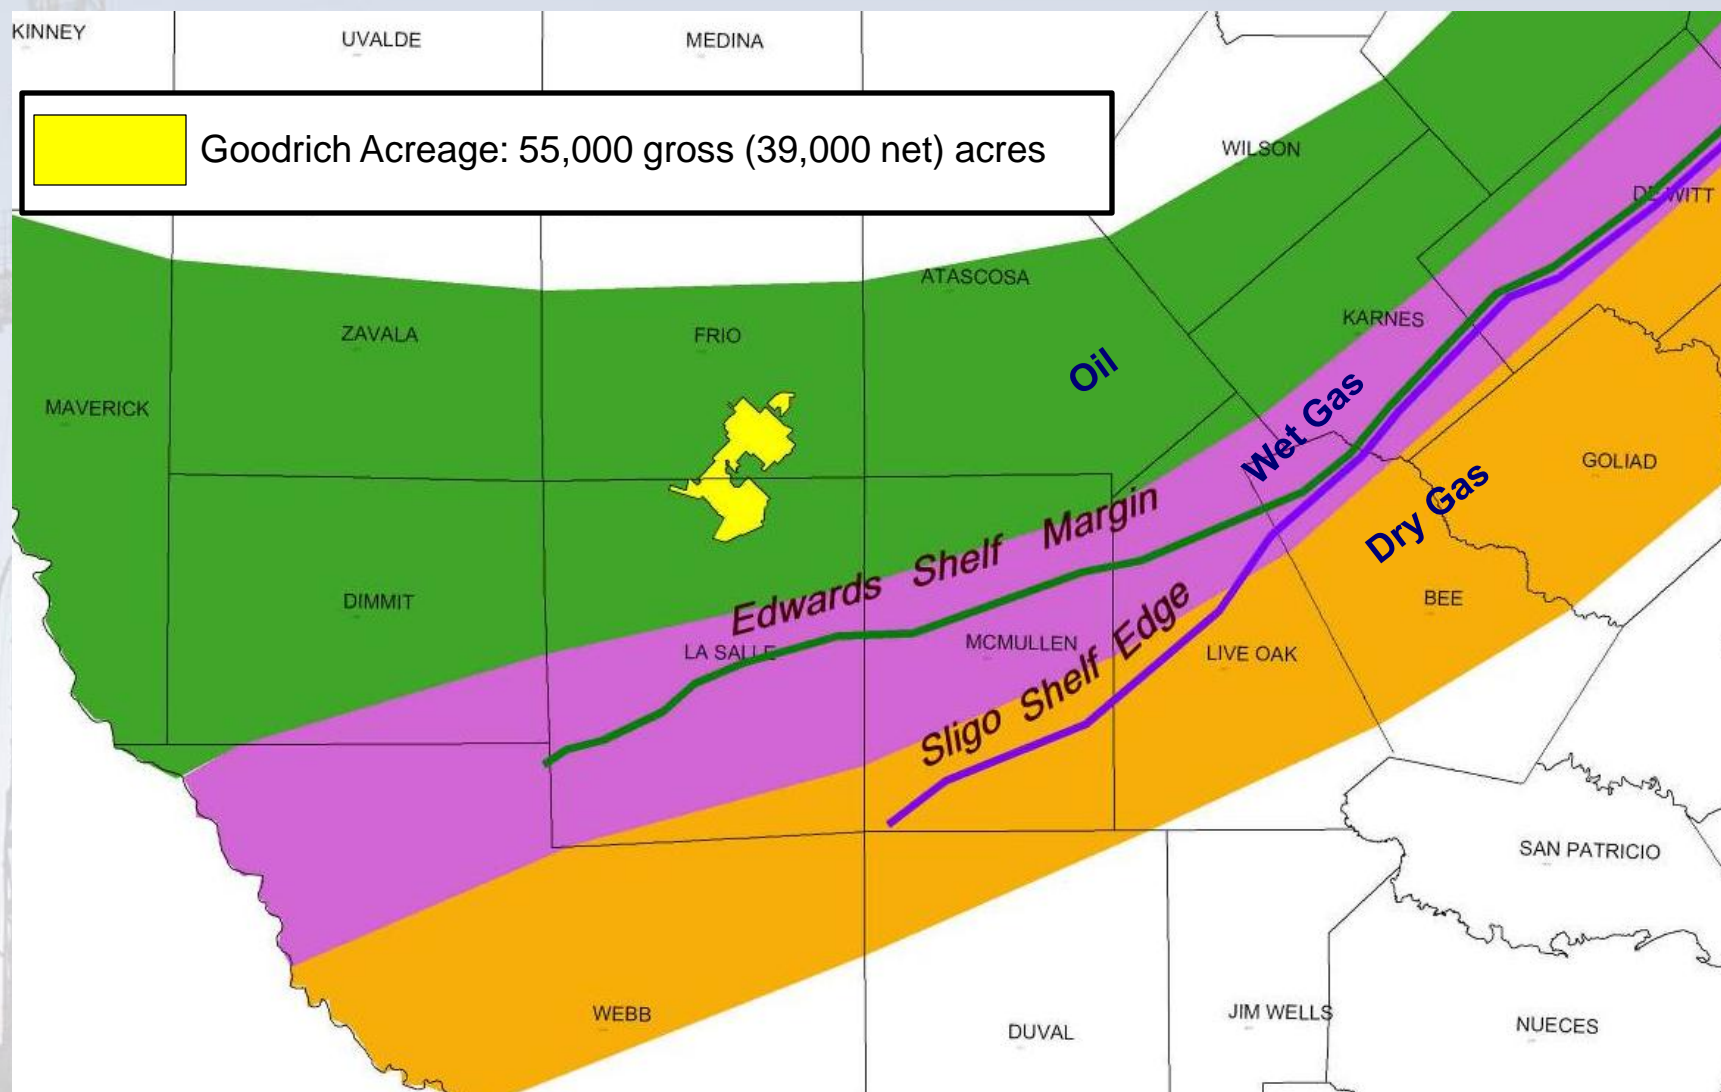 KINNEY
UVALDE
MEDINA
Goodrich Acreage: 55,000 gross (39,000 net) acres
WILSON
DE WITT
ATASCOSA
ZAVALA
FRIO
KARNES
Oil
MAVERICK
Wet Gas
GOLIAD
Dry Gas
Edwards Shelf Margin
DIMMIT
BEE
LA SALLE
MCMULLEN
LIVE OAK
Sligo Shelf Edge
SAN PATRICIO
WEBB
DUVAL
JIM WELLS
NUECES